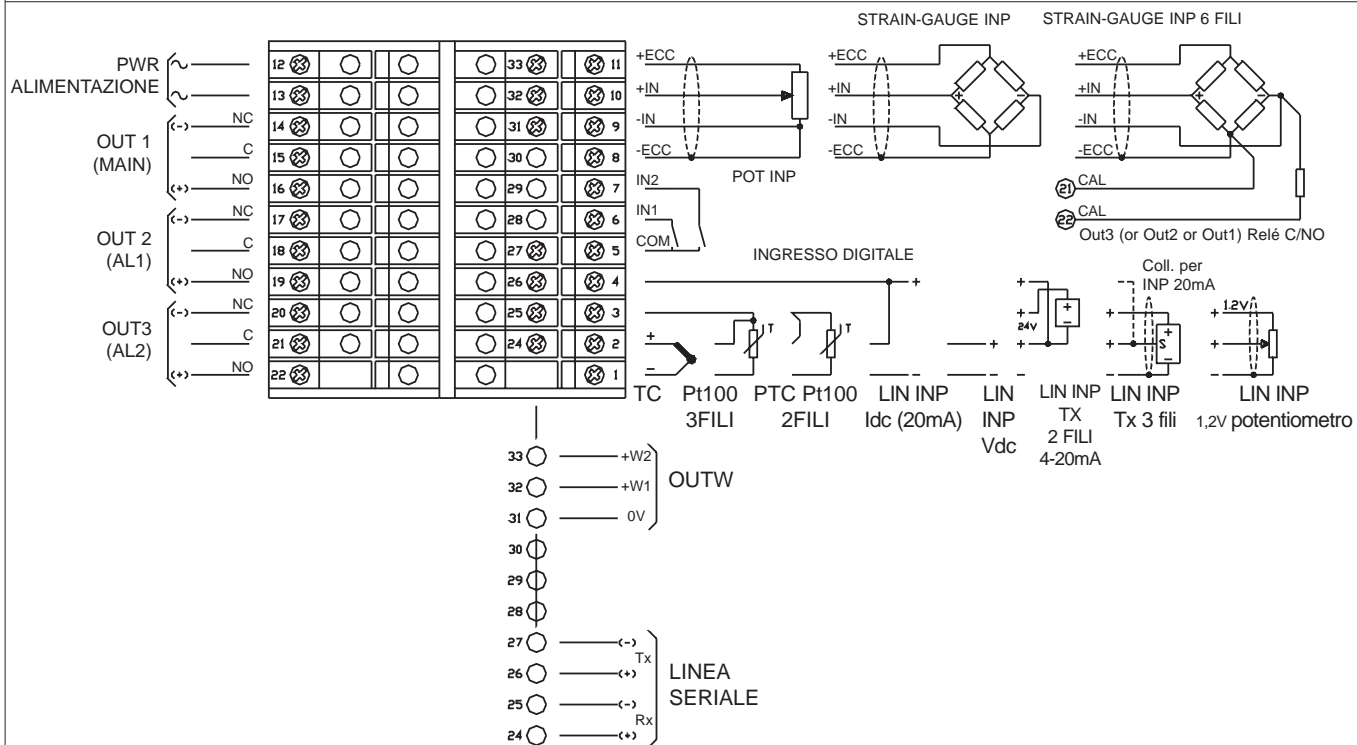 STRAIN-GAUGE INP
STRAIN-GAUGE INP 6 FILI
PWR
ALIMENTAZIONE
12 33 11 +ECC +ECC +ECC
13 32 10 +IN +IN +IN
OUT 1
(MAIN)
(-) NC 14 31 9 -IN -IN -IN
C 15 30 8 -ECC -ECC -ECC
POT INP
(+) NO 16 29 7 IN2
21 CAL
OUT 2
(AL1)
(-) NC 17 28 6 IN1
22 CAL
Out3 (or Out2 or Out1) Relé C/NO
C 18 27 5 COM
INGRESSO DIGITALE
(+) NO 19 26 4
Coll. per
INP 20mA
OUT3
(AL2)
(-) NC 20 25 3
24V
1.2V
C 21 24 2
T T S
(+) NO 22 1
TC
Pt100
3FILI
PTC Pt100
2FILI
LIN INP
Idc (20mA)
LIN
INP
Vdc
LIN INP
TX
2 FILI
4-20mA
LIN INP
Tx 3 fili
LIN INP
1,2V potentiometro
33 +W2
32 +W1
31 0V
OUTW
30
29
28
27 (-)
Tx
26 (+)
25 (-)
Rx
24 (+)
LINEA
SERIALE